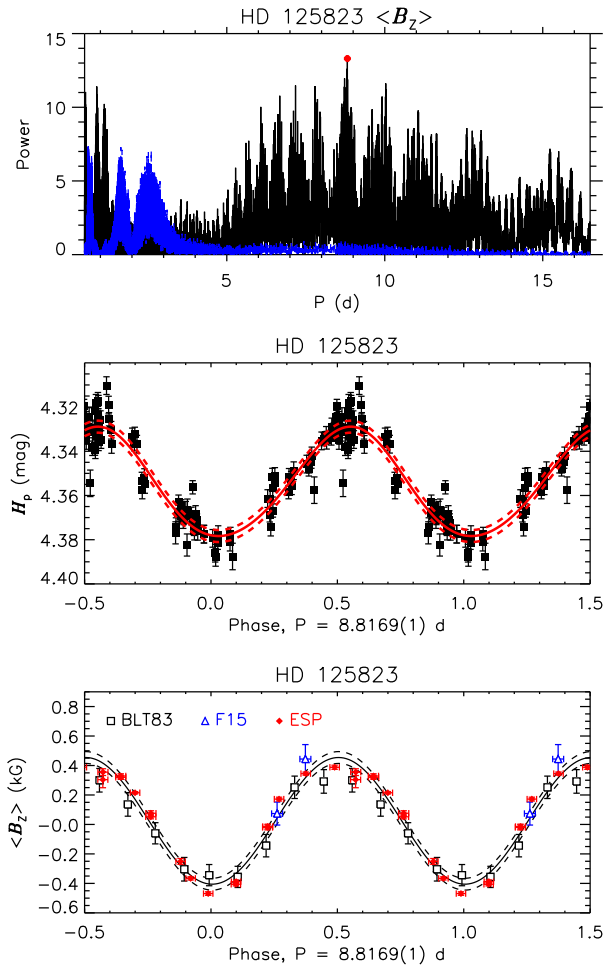 HD 125823 <B_Z>
15
10
5
0
Power
5 10 15
P (d)
HD 125823
4.32
4.34
4.36
4.38
4.40
H_p (mag)
-0.5 0.0 0.5 1.0 1.5
Phase, P = 8.8169(1) d
HD 125823
BLT83 F15 ESP
0.8
0.6
0.4
0.2
-0.0
-0.2
-0.4
-0.6
<B_Z> (kG)
-0.5 0.0 0.5 1.0 1.5
Phase, P = 8.8169(1) d